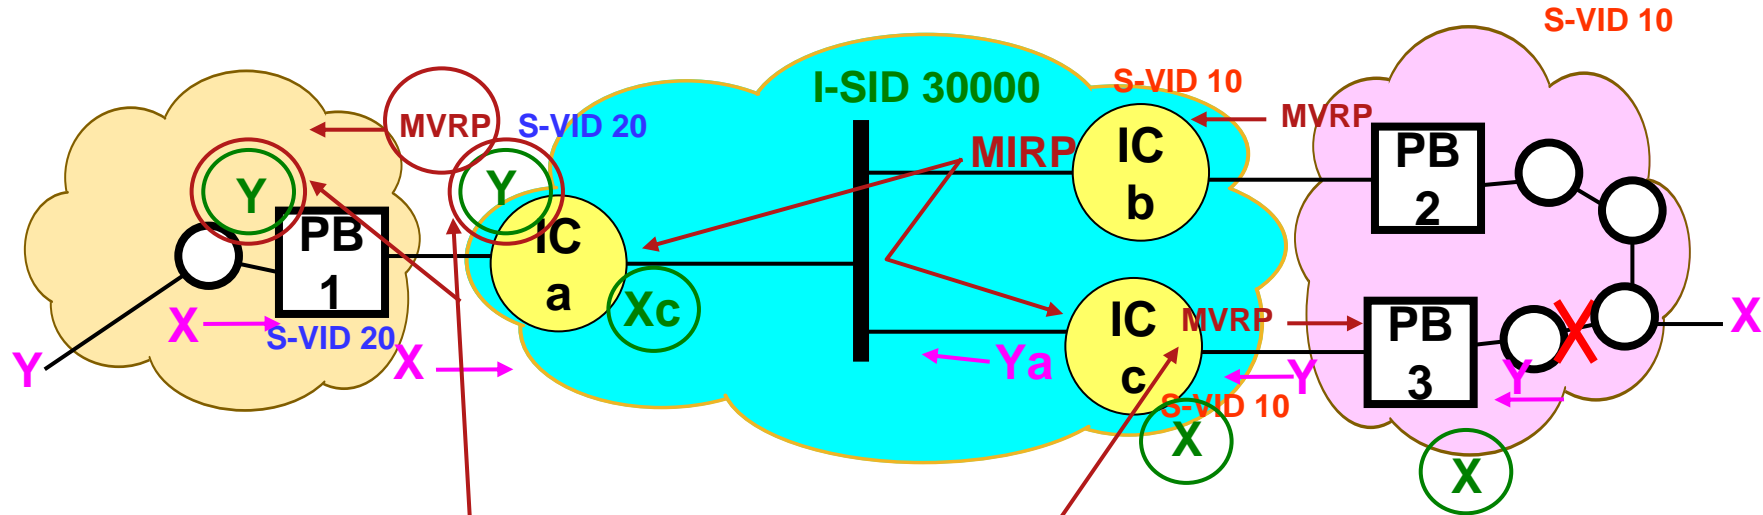 S-VID 10
I-SID 30000
S-VID 10
MVRP
S-VID 20
MVRP
MIRP
IC
b
PB
2
Y
Y
PB
1
IC
a
Xc
X
S-VID 20
X
Y
IC
c
MVRP
PB
3
X
Ya
Y
Y
S-VID 10
X
X